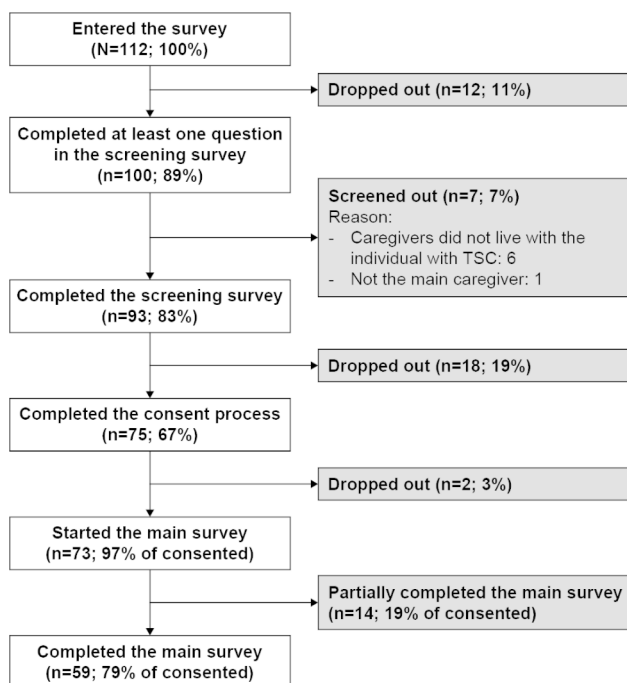 Entered the survey
(N=112; 100%)
Dropped out (n=12; 11%)
Completed at least one question
in the screening survey
(n=100; 89%)
Screened out (n=7; 7%)
Reason:
- Caregivers did not live with the
individual with TSC: 6
- Not the main caregiver: 1
Completed the screening survey
(n=93; 83%)
Dropped out (n=18; 19%)
Completed the consent process
(n=75; 67%)
Dropped out (n=2; 3%)
Started the main survey
(n=73; 97% of consented)
Partially completed the main survey
(n=14; 19% of consented)
Completed the main survey
(n=59; 79% of consented)